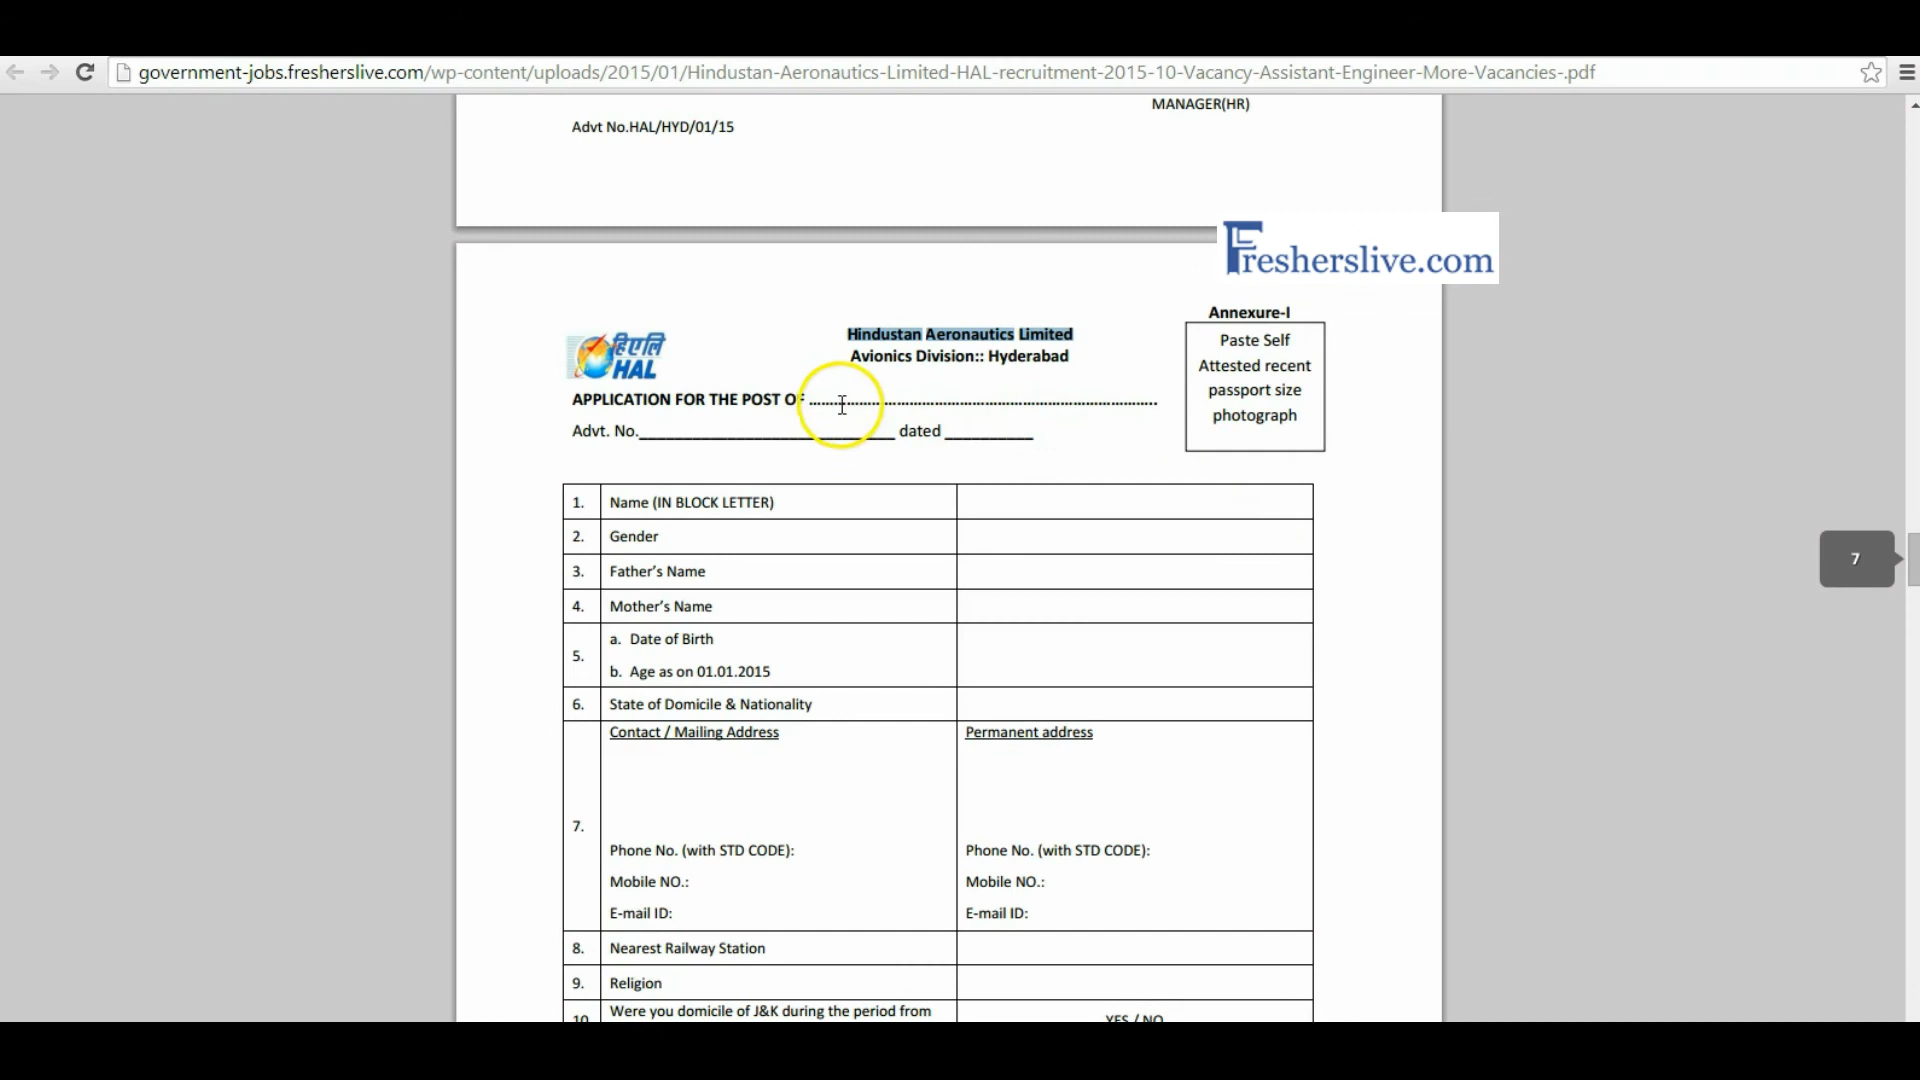 government-jobs.fresherslive.com/wp-content/uploads/2015/01/Hindustan-Aeronautics-Limited-HAL-recruitment-2015-10-Vacancy-Assistant-Engineer-More-Vacancies-.pdf
MANAGER(HR)
Advt No.HAL/HYD/01/15
Fresherslive.com
Annexure-I
Paste Self
Attested recent
passport size
photograph
हिएलि
HAL
Hindustan Aeronautics Limited
Avionics Division:: Hyderabad
APPLICATION FOR THE POST OF ................................................................
Advt. No.____________________________ dated __________
1. Name (IN BLOCK LETTER)
2. Gender
3. Father’s Name
4. Mother’s Name
5.
a. Date of Birth
b. Age as on 01.01.2015
6. State of Domicile & Nationality
7.
Contact / Mailing Address
Phone No. (with STD CODE):
Mobile NO.:
E-mail ID:
Permanent address
Phone No. (with STD CODE):
Mobile NO.:
E-mail ID:
8. Nearest Railway Station
9. Religion
10. Were you domicile of J&K during the period from
YES / NO
7